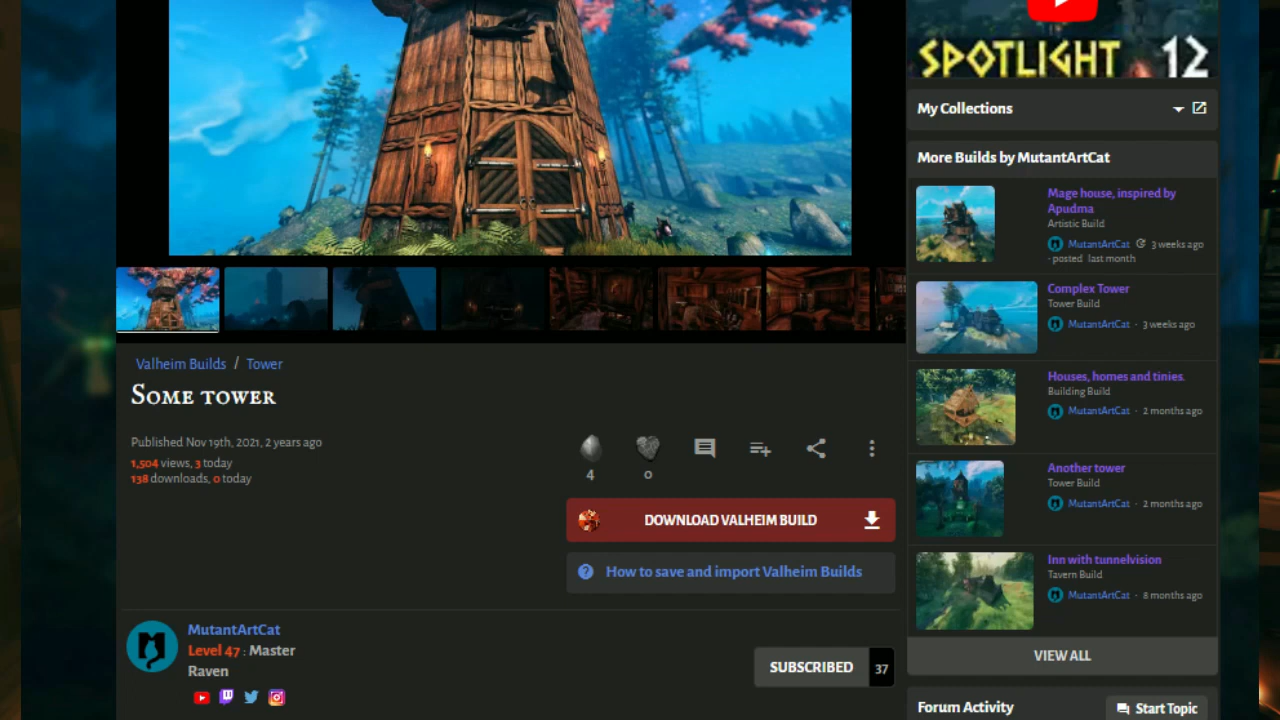 SPOTLIGHT 12
My Collections
More Builds by MutantArtCat
Mage house, inspired by
Apudma
Artistic Build
MutantArtCat 3 weeks ago
· posted last month
Complex Tower
Tower Build
MutantArtCat · 3 weeks ago
Houses, homes and tinies.
Building Build
MutantArtCat · 2 months ago
Another tower
Tower Build
MutantArtCat · 2 months ago
Inn with tunnelvision
Tavern Build
MutantArtCat · 8 months ago
VIEW ALL
Forum Activity
Start Topic
Valheim Builds / Tower
Some tower
Published Nov 19th, 2021, 2 years ago
1,504 views, 3 today
138 downloads, 0 today
4
0
DOWNLOAD VALHEIM BUILD
How to save and import Valheim Builds
MutantArtCat
Level 47 : Master
Raven
SUBSCRIBED 37